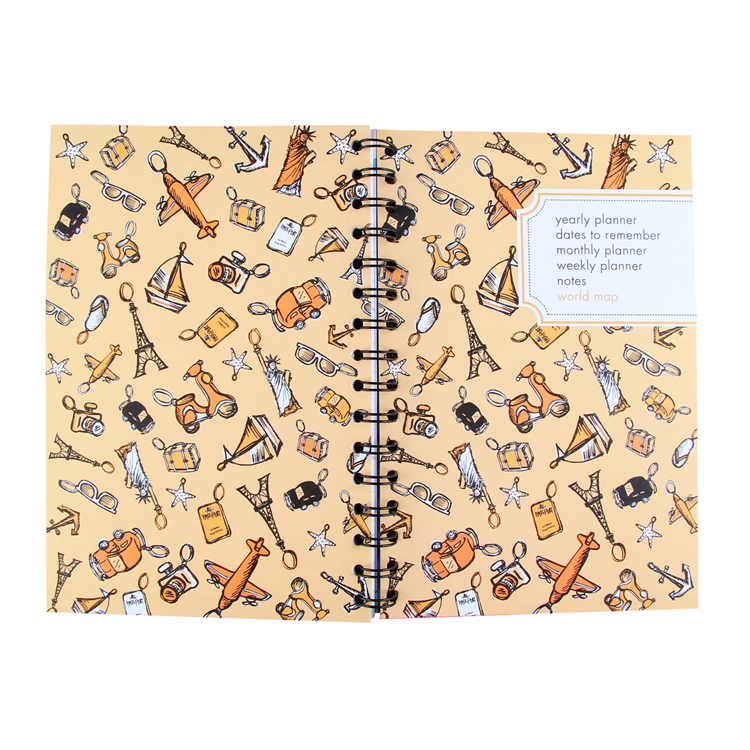 yearly planner
dates to remember
monthly planner
weekly planner
notes
world map